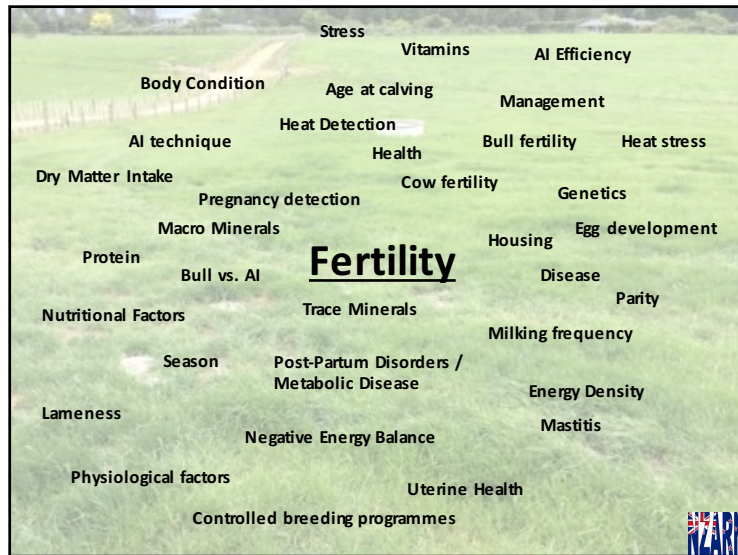 Stress
Vitamins
AI Efficiency
Body Condition
Age at calving
Management
Heat Detection
AI technique
Health
Bull fertility
Heat stress
Dry Matter Intake
Cow fertility
Pregnancy detection
Genetics
Macro Minerals
Housing
Egg development
Protein
Bull vs. AI
Fertility
Disease
Parity
Nutritional Factors
Trace Minerals
Milking frequency
Season
Post-Partum Disorders /
Metabolic Disease
Energy Density
Lameness
Mastitis
Negative Energy Balance
Physiological factors
Uterine Health
Controlled breeding programmes